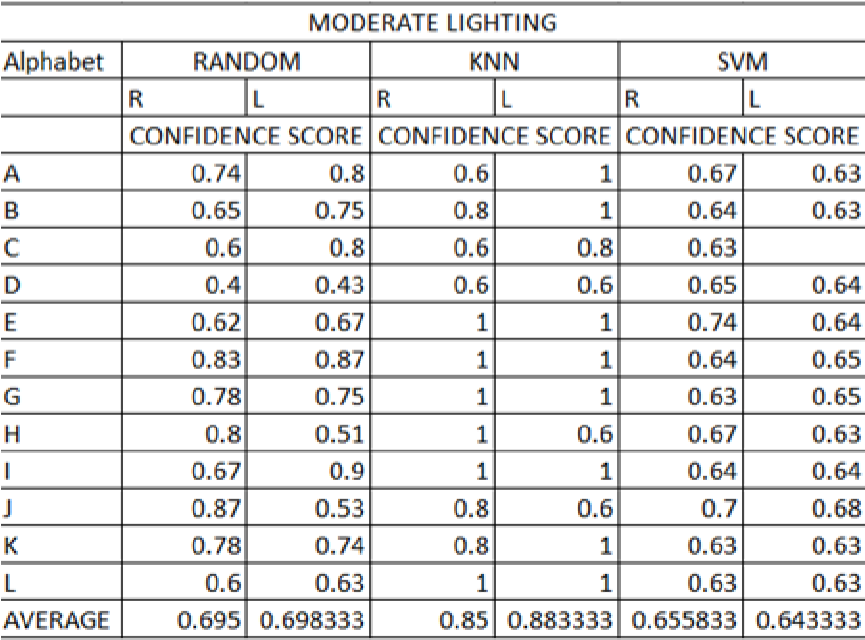 MODERATE LIGHTING
Alphabet RANDOM KNN SVM
R L R L R L
CONFIDENCE SCORE CONFIDENCE SCORE CONFIDENCE SCORE
A 0.74 0.8 0.6 1 0.67 0.63
B 0.65 0.75 0.8 1 0.64 0.63
C 0.6 0.8 0.6 0.8 0.63
D 0.4 0.43 0.6 0.6 0.65 0.64
E 0.62 0.67 1 1 0.74 0.64
F 0.83 0.87 1 1 0.64 0.65
G 0.78 0.75 1 1 0.63 0.65
H 0.8 0.51 1 0.6 0.67 0.63
I 0.67 0.9 1 1 0.64 0.64
J 0.87 0.53 0.8 0.6 0.7 0.68
K 0.78 0.74 0.8 1 0.63 0.63
L 0.6 0.63 1 1 0.63 0.63
AVERAGE 0.695 0.698333 0.85 0.883333 0.655833 0.643333